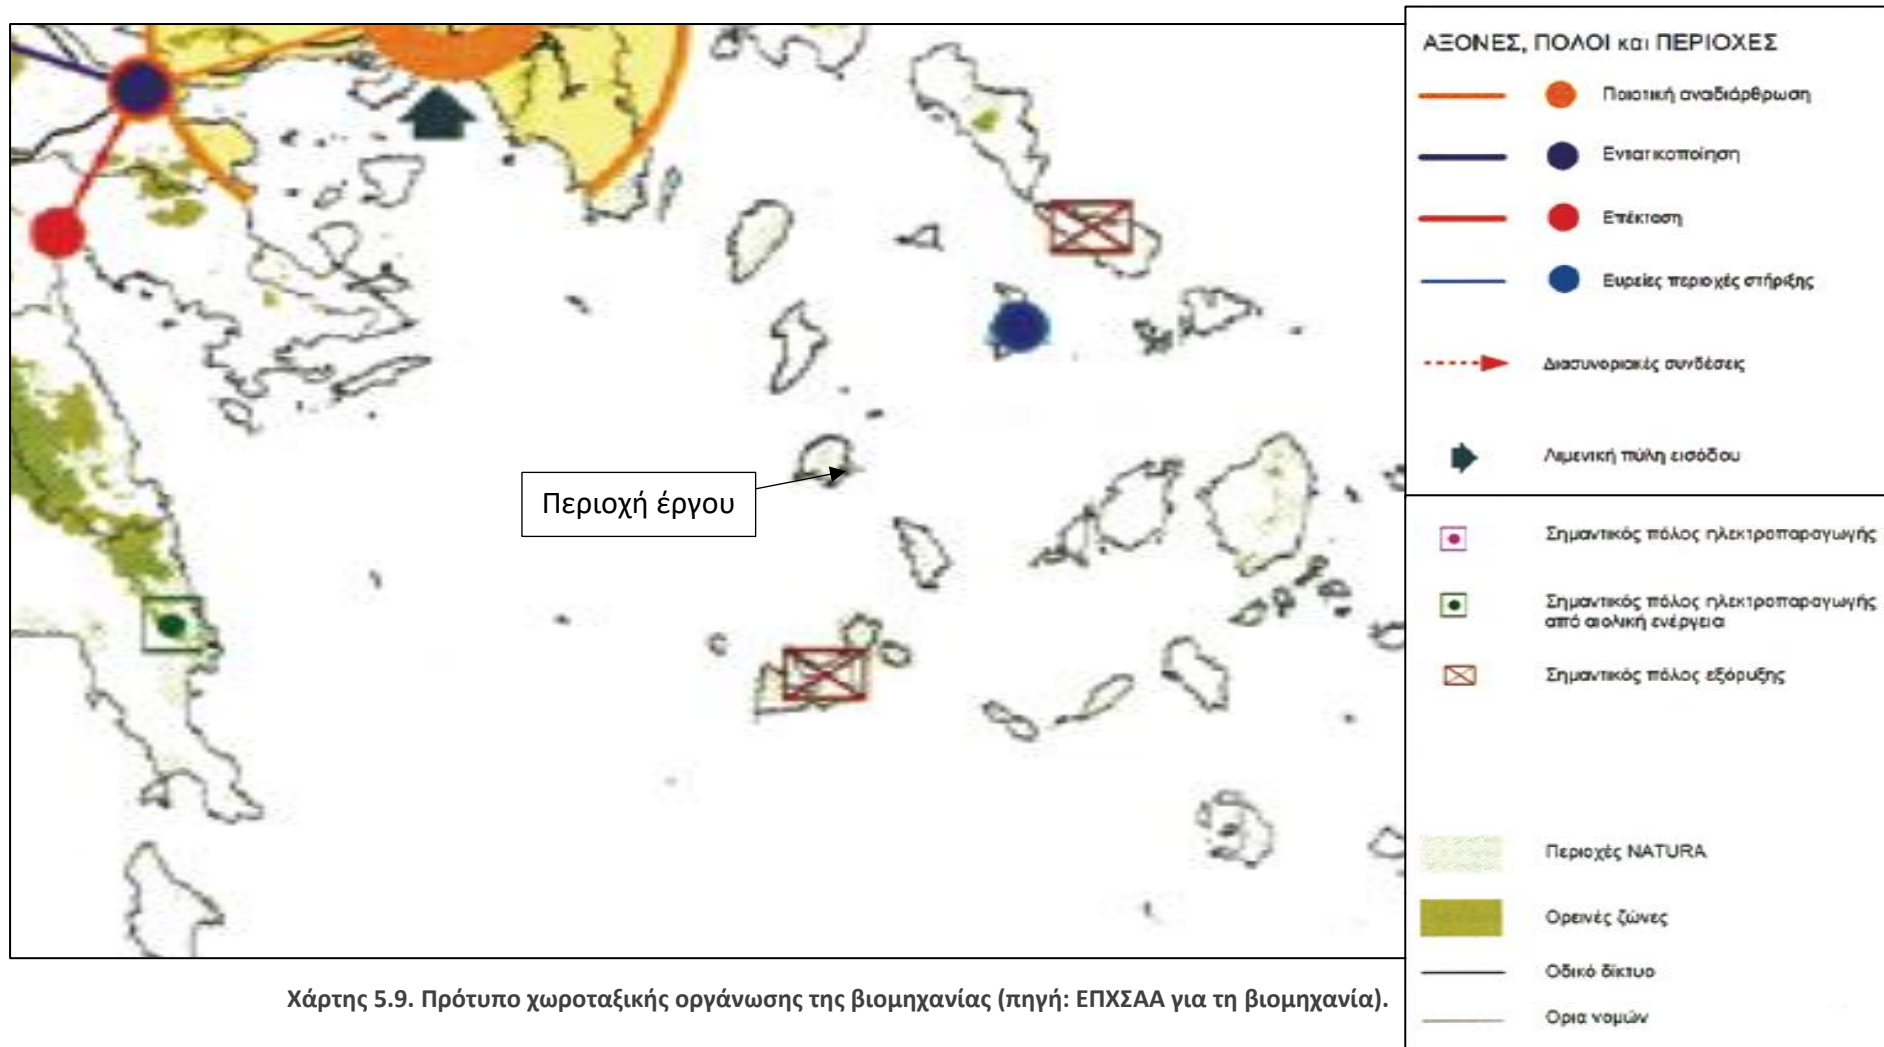 ΑΞΟΝΕΣ, ΠΟΛΟΙ και ΠΕΡΙΟΧΕΣ
Ποιοτική αναδιάρθρωση
Εντατικοποίηση
Επέκταση
Ευρείες περιοχές στήριξης
Διασυνοριακές συνδέσεις
Λιμενική πύλη εισόδου
Σημαντικός πόλος ηλεκτροπαραγωγής
Σημαντικός πόλος ηλεκτροπαραγωγής
από αιολική ενέργεια
Σημαντικός πόλος εξόρυξης
Περιοχές NATURA
Ορεινές ζώνες
Οδικό δίκτυο
Ορια νομών
Περιοχή έργου
Χάρτης 5.9. Πρότυπο χωροταξικής οργάνωσης της βιομηχανίας (πηγή: ΕΠΧΣΑΑ για τη βιομηχανία).